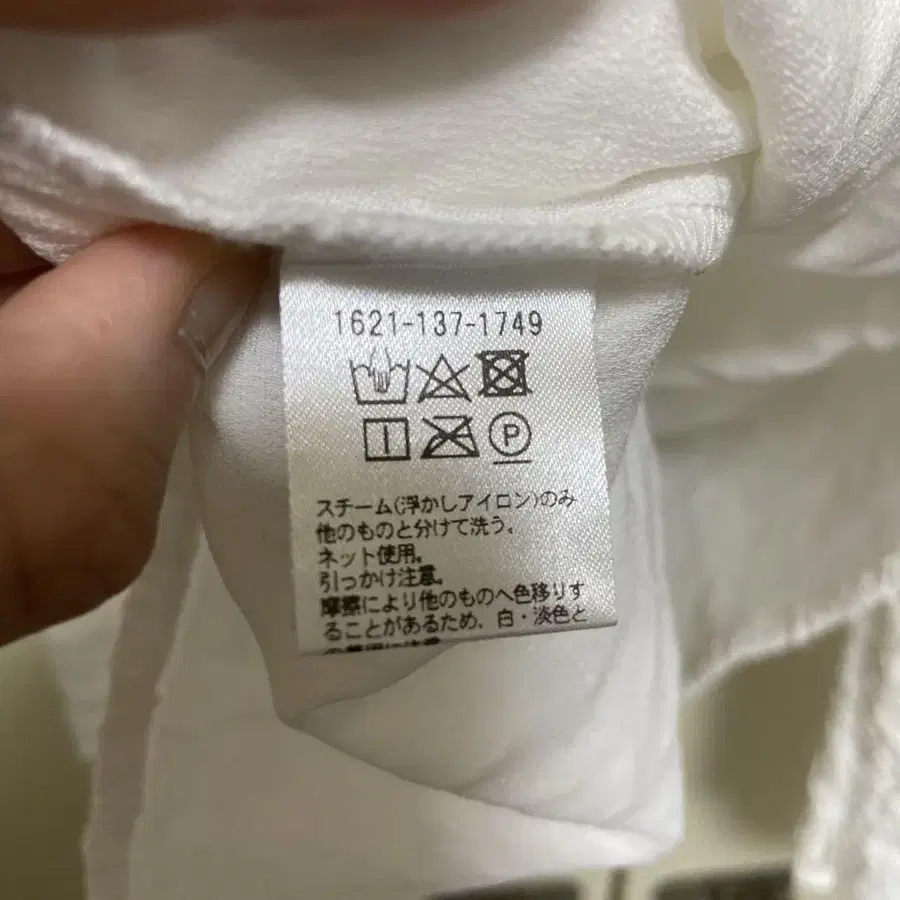 1621-137-1749
P
スチーム(浮かしアイロン)のみ
他のものと分けて洗う。
ネット使用。
引っかけ注意。
摩擦により他のものへ色移りす
ることがあるため、白・淡色と